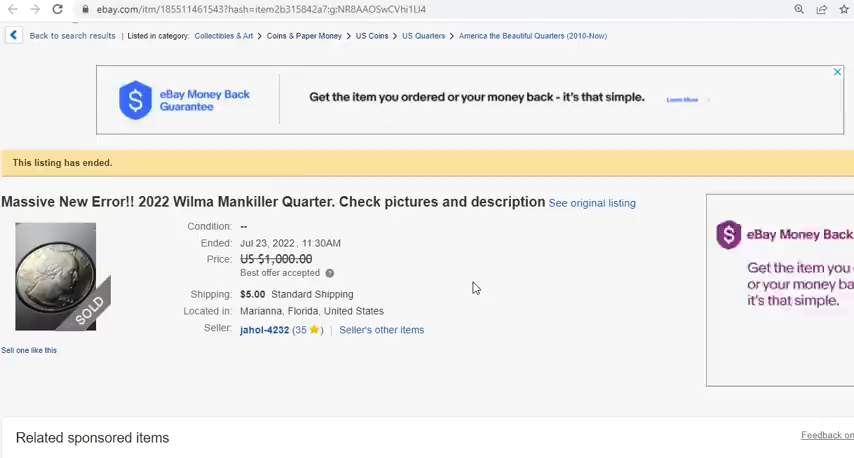 ebay.com/itm/185511461543?hash=item2b315842a7:g:NR8AAOSwCVhi1Ll4
Back to search results | Listed in category: Collectibles & Art > Coins & Paper Money > US Coins > US Quarters > America the Beautiful Quarters (2010-Now)
eBay Money Back
Guarantee
Get the item you ordered or your money back - it's that simple.
Learn More
This listing has ended.
Massive New Error!! 2022 Wilma Mankiller Quarter. Check pictures and description See original listing
Condition: --
Ended: Jul 23, 2022 , 11:30AM
Price: US $1,000.00
Best offer accepted
Shipping: $5.00 Standard Shipping
Located in: Marianna, Florida, United States
Seller: jahol-4232 (35 ) | Seller's other items
SOLD
Sell one like this
eBay Money Back
Get the item you
or your money ba
it's that simple.
Related sponsored items
Feedback on